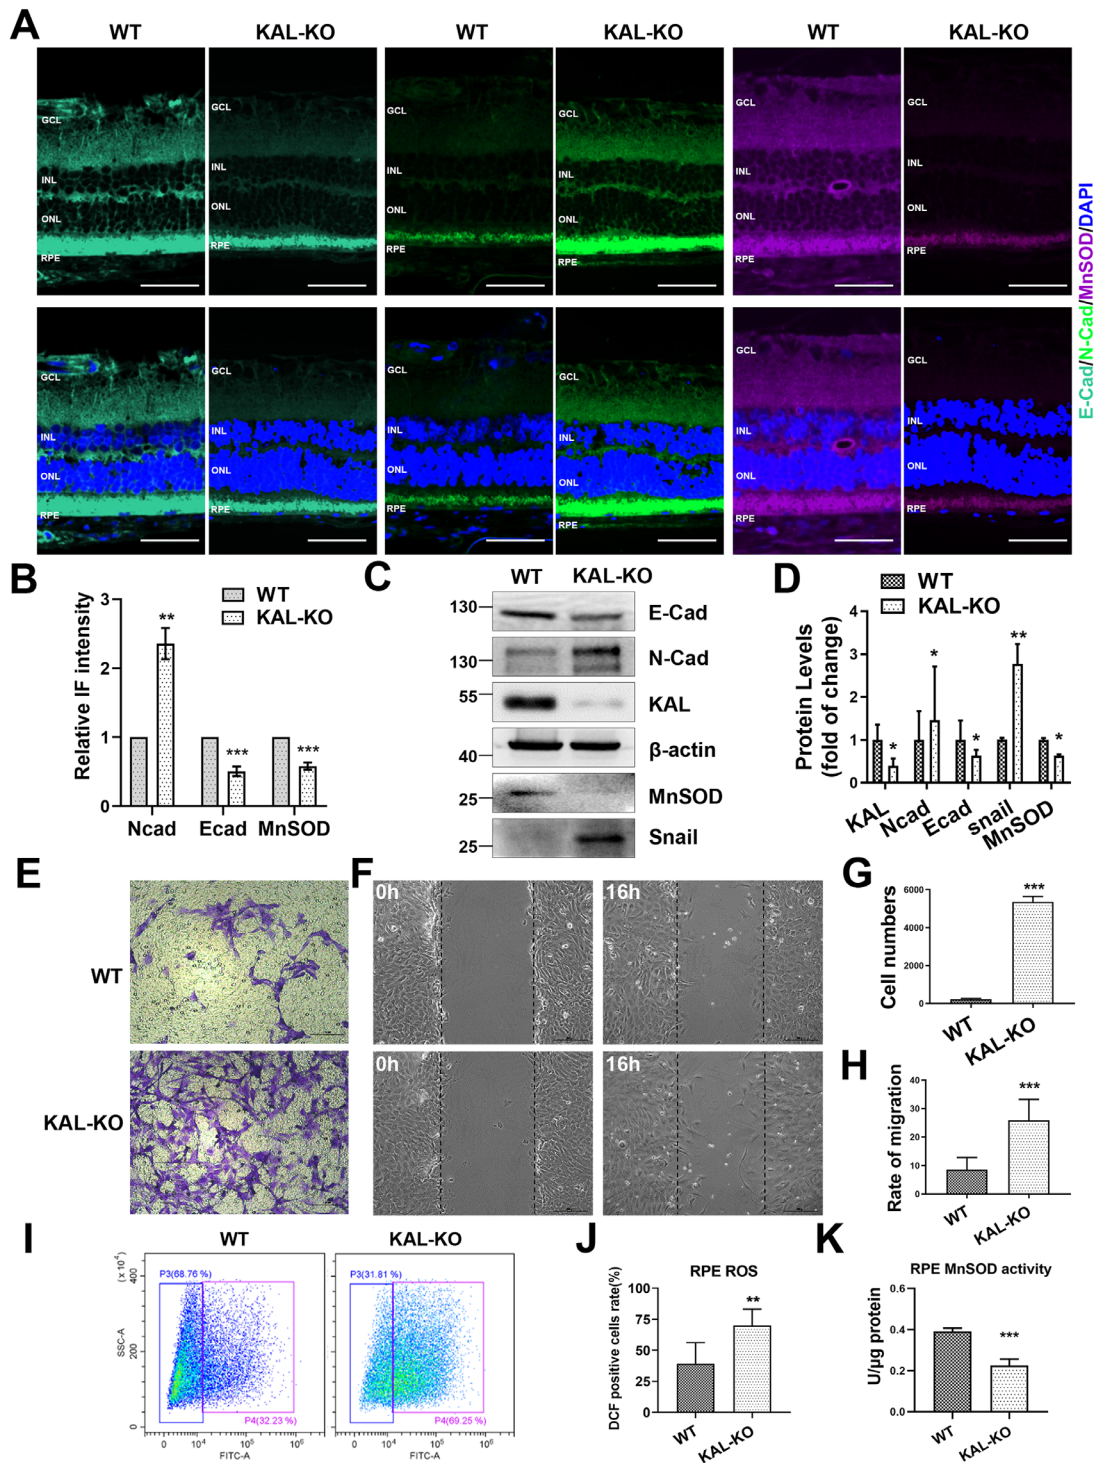 A
WT KAL-KO WT KAL-KO WT KAL-KO
GCL GCL GCL GCL GCL GCL
INL INL INL INL INL INL
ONL ONL ONL ONL ONL ONL
RPE RPE RPE RPE RPE RPE
GCL GCL GCL GCL GCL GCL
INL INL INL INL INL INL
ONL ONL ONL ONL ONL ONL
RPE RPE RPE RPE RPE RPE
E-Cad/N-Cad/MnSOD/DAPI
B
Relative IF intensity
3
2
1
0
WT
KAL-KO
**
***
***
Ncad Ecad MnSOD
C
WT KAL-KO
130 E-Cad
130 N-Cad
55 KAL
40 β-actin
25 MnSOD
25 Snail
D
WT
KAL-KO
Protein Levels
(fold of change)
4
3
2
1
0
*
*
*
**
*
KAL Ncad Ecad snail MnSOD
E
WT
KAL-KO
F
0h 16h
0h 16h
G
Cell numbers
6000
4000
2000
0
***
WT KAL-KO
H
Rate of migration
40
30
20
10
0
***
WT KAL-KO
I
WT KAL-KO
(x 10⁴)
SSC-A
400
200
0
P3(68.76 %)
P4(32.23 %)
0 10⁴ 10⁵ 10⁶
FITC-A
P3(31.81 %)
P4(69.25 %)
0 10⁴ 10⁵ 10⁶
FITC-A
J
RPE ROS
DCF positive cells rate(%)
100
75
50
25
0
**
WT KAL-KO
K
RPE MnSOD activity
U/µg protein
0.6
0.4
0.2
0.0
***
WT KAL-KO